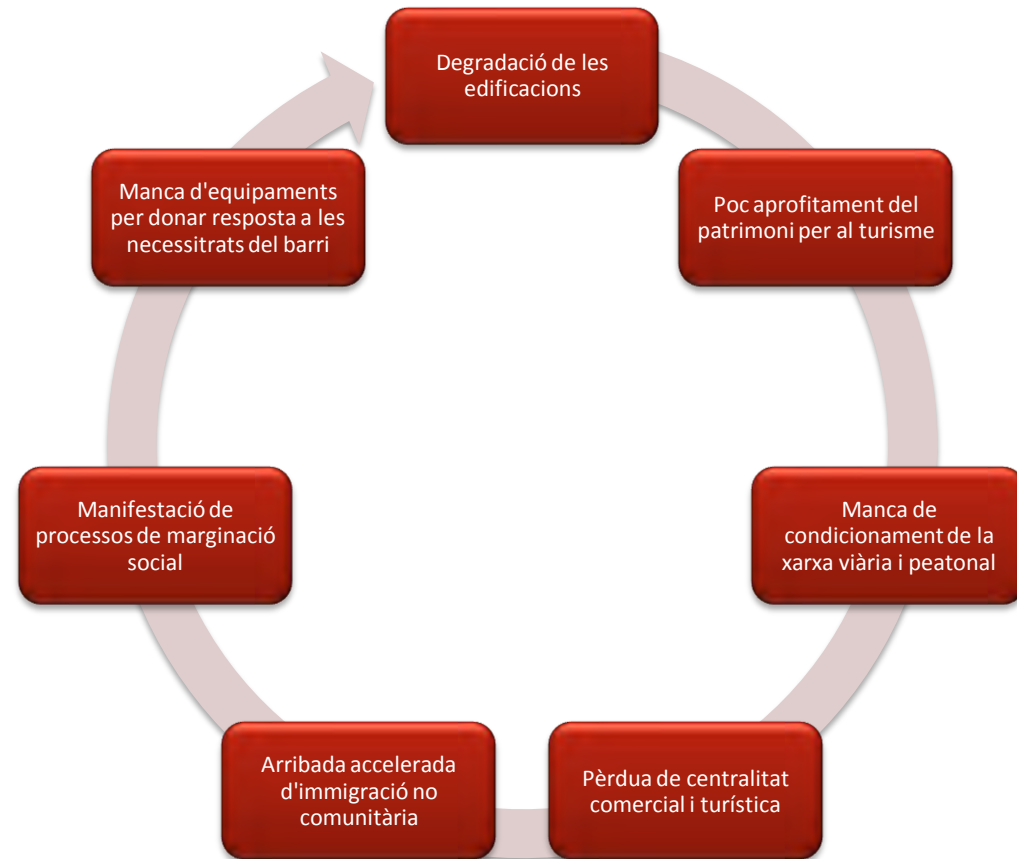 Degradació de les
edificacions
Poc aprofitament del
patrimoni per al turisme
Manca de
condicionament de la
xarxa viària i peatonal
Pèrdua de centralitat
comercial i turística
Arribada accelerada
d'immigració no
comunitària
Manifestació de
processos de marginació
social
Manca d'equipaments
per donar resposta a les
necessitrats del barri